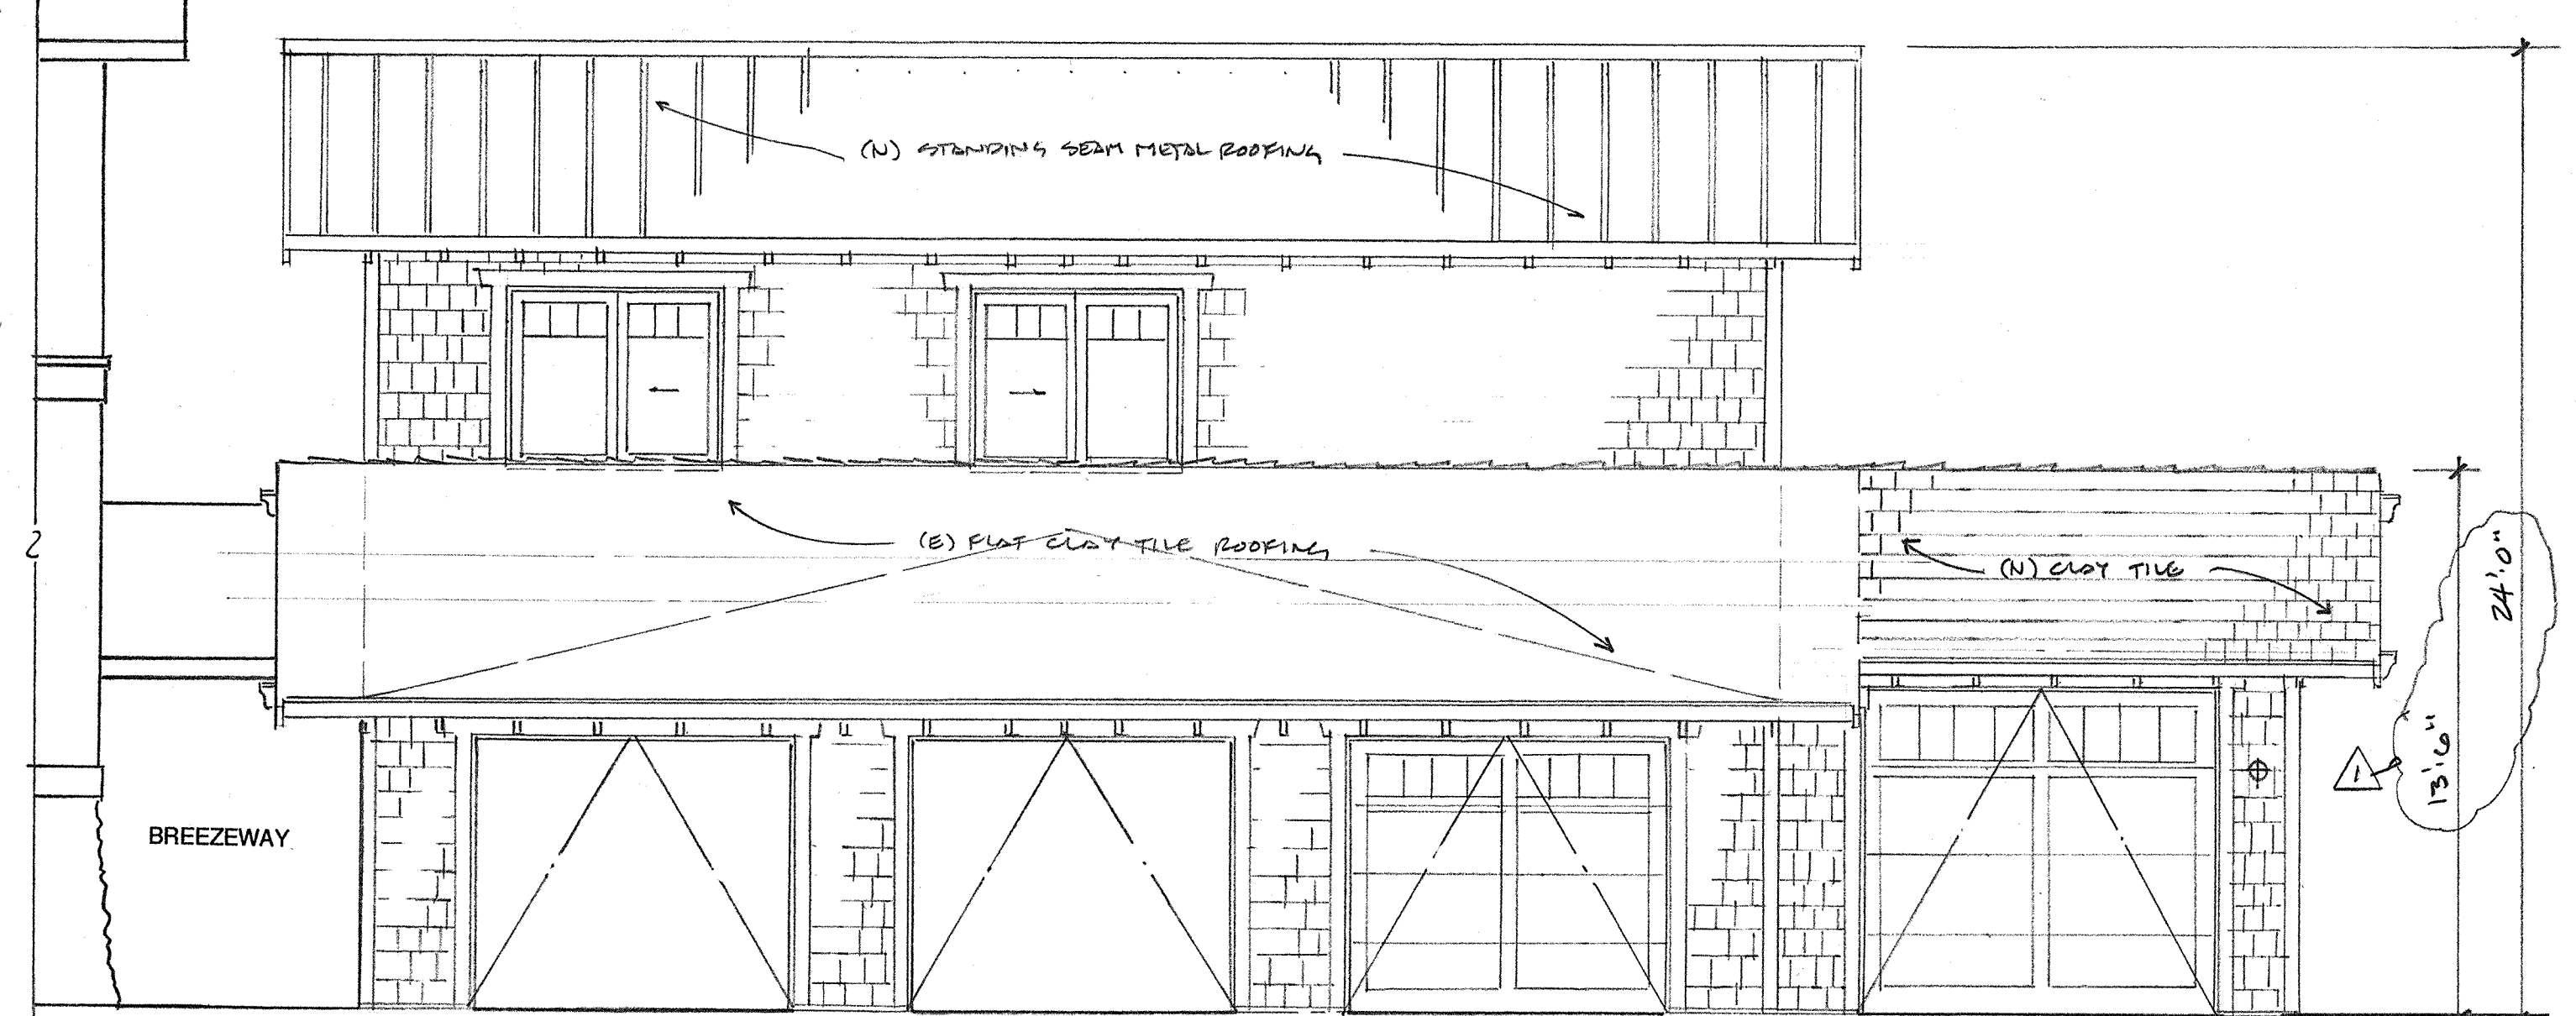 (N) STANDING SEAM METAL ROOFING
(E) FLAT CLAY TILE ROOFING
(N) CLAY TILE
24'-0"
13'-6"
1
2
BREEZEWAY